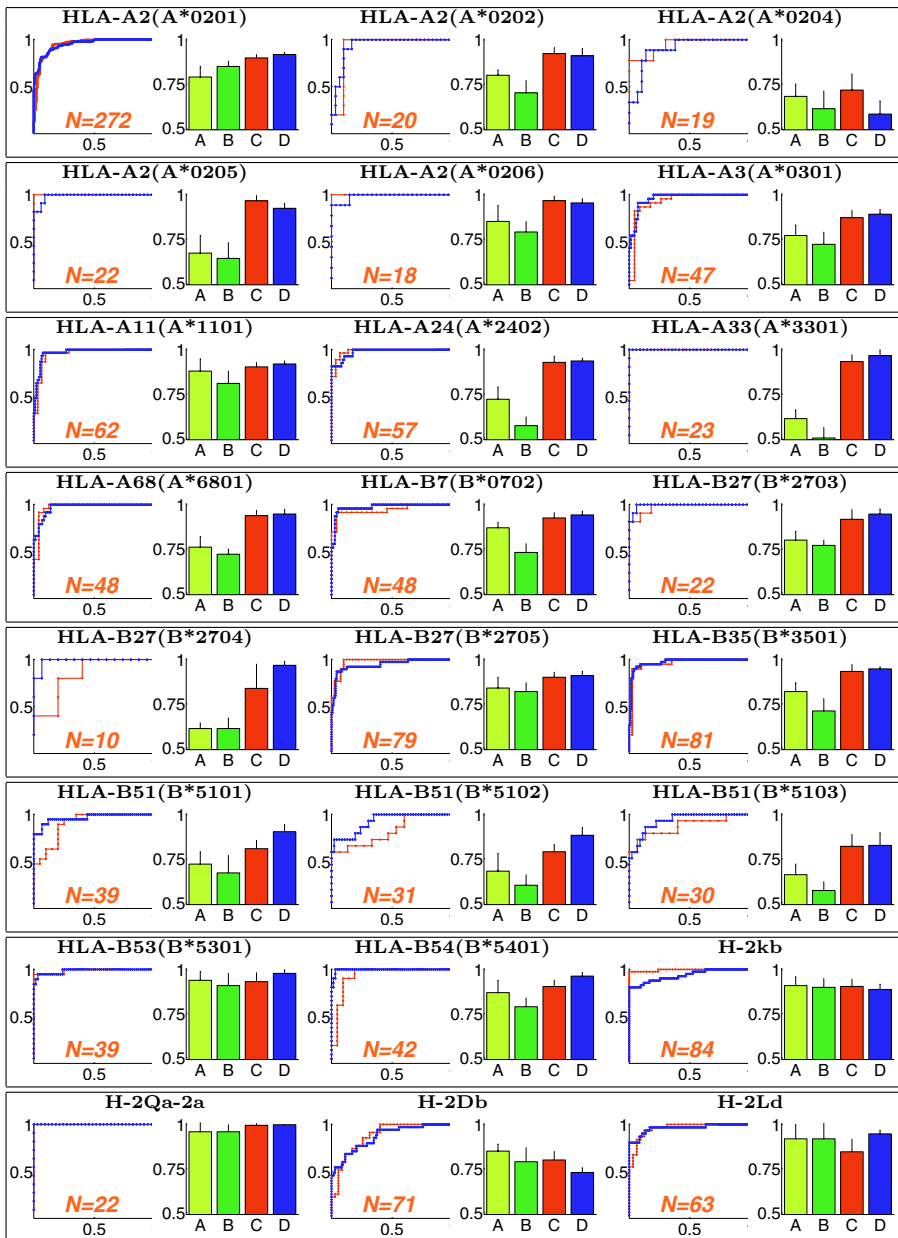 HLA-A2(A*0201) HLA-A2(A*0202) HLA-A2(A*0204)
1 0.5 N=272 0.5 1 0.75 0.5 A B C D 1 0.5 N=20 0.5 1 0.75 0.5 A B C D 1 0.5 N=19 0.5 1 0.75 0.5 A B C D
HLA-A2(A*0205) HLA-A2(A*0206) HLA-A3(A*0301)
1 0.5 N=22 0.5 1 0.75 0.5 A B C D 1 0.5 N=18 0.5 1 0.75 0.5 A B C D 1 0.5 N=47 0.5 1 0.75 0.5 A B C D
HLA-A11(A*1101) HLA-A24(A*2402) HLA-A33(A*3301)
1 0.5 N=62 0.5 1 0.75 0.5 A B C D 1 0.5 N=57 0.5 1 0.75 0.5 A B C D 1 0.5 N=23 0.5 1 0.75 0.5 A B C D
HLA-A68(A*6801) HLA-B7(B*0702) HLA-B27(B*2703)
1 0.5 N=48 0.5 1 0.75 0.5 A B C D 1 0.5 N=48 0.5 1 0.75 0.5 A B C D 1 0.5 N=22 0.5 1 0.75 0.5 A B C D
HLA-B27(B*2704) HLA-B27(B*2705) HLA-B35(B*3501)
1 0.5 N=10 0.5 1 0.75 0.5 A B C D 1 0.5 N=79 0.5 1 0.75 0.5 A B C D 1 0.5 N=81 0.5 1 0.75 0.5 A B C D
HLA-B51(B*5101) HLA-B51(B*5102) HLA-B51(B*5103)
1 0.5 N=39 0.5 1 0.75 0.5 A B C D 1 0.5 N=31 0.5 1 0.75 0.5 A B C D 1 0.5 N=30 0.5 1 0.75 0.5 A B C D
HLA-B53(B*5301) HLA-B54(B*5401) H-2kb
1 0.5 N=39 0.5 1 0.75 0.5 A B C D 1 0.5 N=42 0.5 1 0.75 0.5 A B C D 1 0.5 N=84 0.5 1 0.75 0.5 A B C D
H-2Qa-2a H-2Db H-2Ld
1 0.5 N=22 0.5 1 0.75 0.5 A B C D 1 0.5 N=71 0.5 1 0.75 0.5 A B C D 1 0.5 N=63 0.5 1 0.75 0.5 A B C D